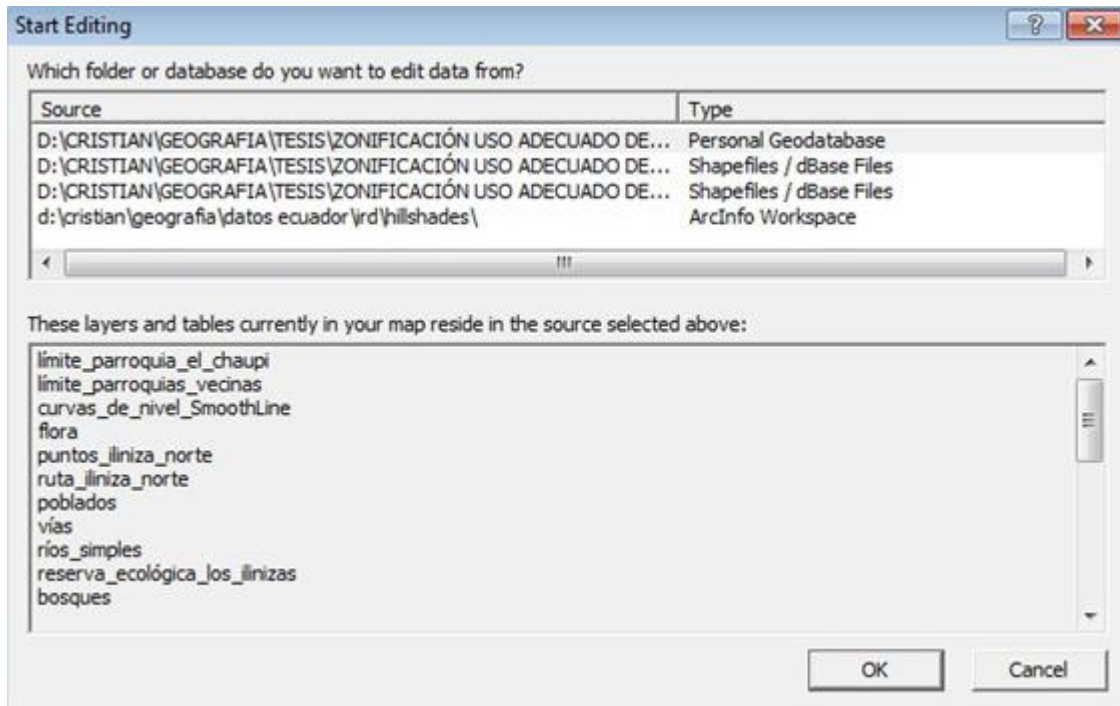 Start Editing
Which folder or database do you want to edit data from?
Source Type
D:\CRISTIAN\GEOGRAFIA\TESIS\ZONIFICACIÓN USO ADECUADO DE... Personal Geodatabase
D:\CRISTIAN\GEOGRAFIA\TESIS\ZONIFICACIÓN USO ADECUADO DE... Shapefiles / dBase Files
D:\CRISTIAN\GEOGRAFIA\TESIS\ZONIFICACIÓN USO ADECUADO DE... Shapefiles / dBase Files
d:\cristian\geografia\datos ecuador\ird\hillshades\ ArcInfo Workspace
These layers and tables currently in your map reside in the source selected above:
límite_parroquia_el_chaupi
límite_parroquias_vecinas
curvas_de_nivel_SmoothLine
flora
puntos_iliniza_norte
ruta_iliniza_norte
poblados
vías
ríos_simples
reserva_ecológica_los_ilinizas
bosques
OK Cancel